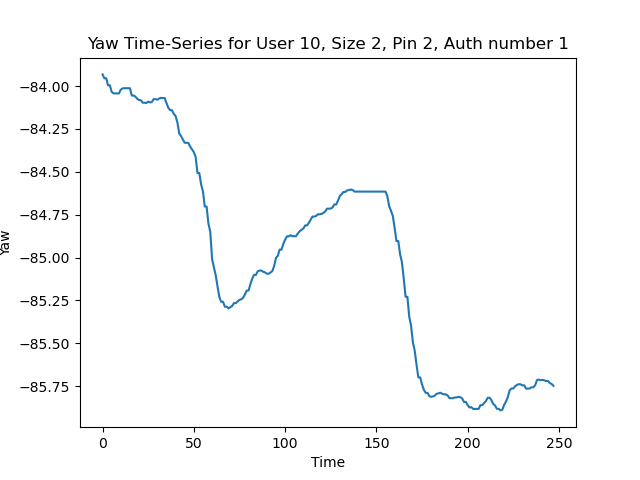 Yaw Time-Series for User 10, Size 2, Pin 2, Auth number 1
−84.00
−84.25
−84.50
−84.75
−85.00
−85.25
−85.50
−85.75
Yaw
0 50 100 150 200 250
Time